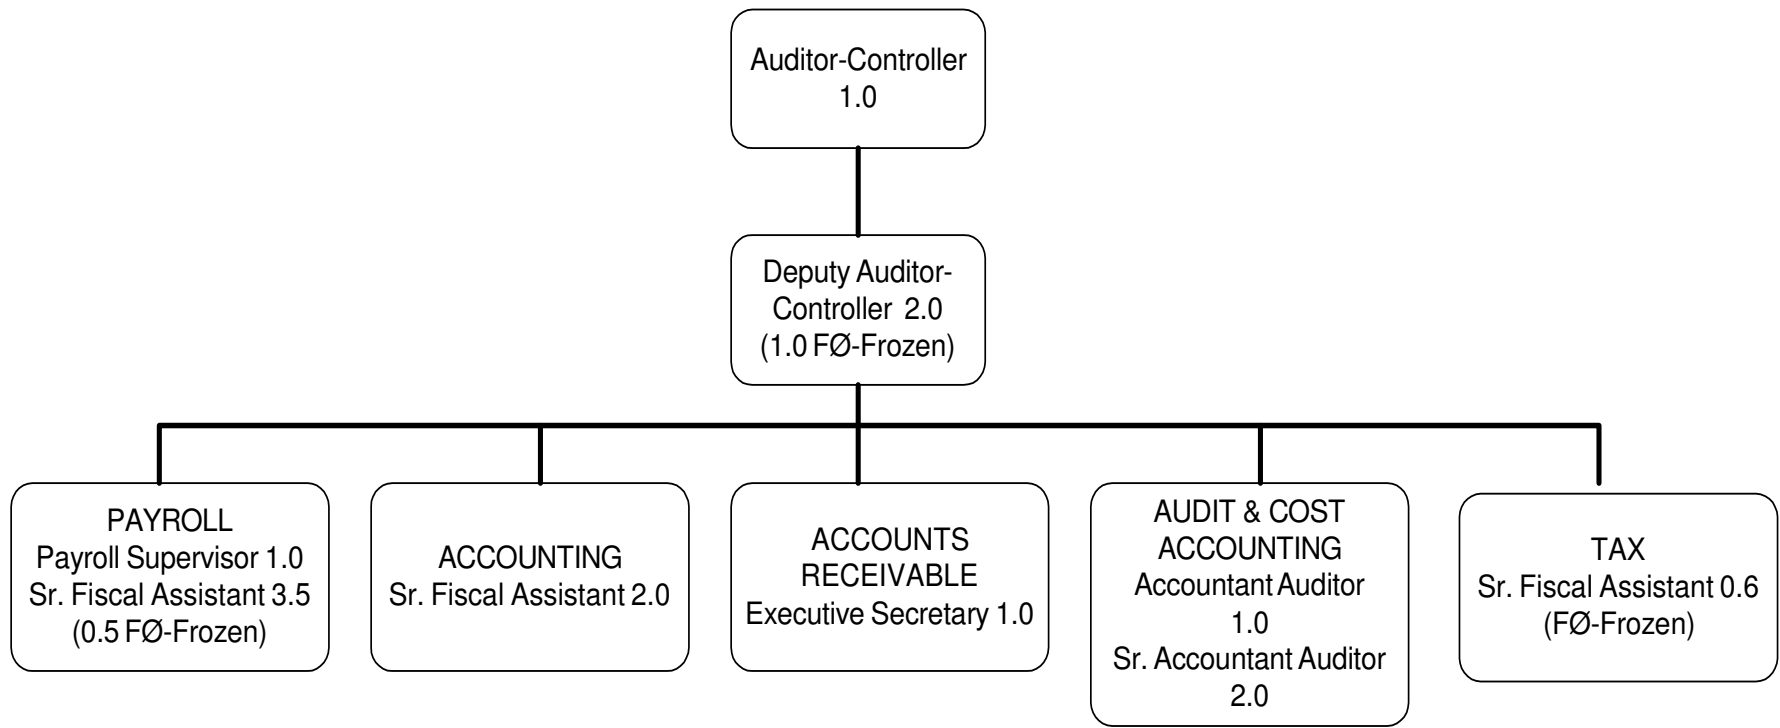 Auditor-Controller
1.0
Deputy Auditor-
Controller 2.0
(1.0 FØ-Frozen)
PAYROLL
Payroll Supervisor 1.0
Sr. Fiscal Assistant 3.5
(0.5 FØ-Frozen)
ACCOUNTING
Sr. Fiscal Assistant 2.0
ACCOUNTS
RECEIVABLE
Executive Secretary 1.0
AUDIT & COST
ACCOUNTING
Accountant Auditor
1.0
Sr. Accountant Auditor
2.0
TAX
Sr. Fiscal Assistant 0.6
(FØ-Frozen)